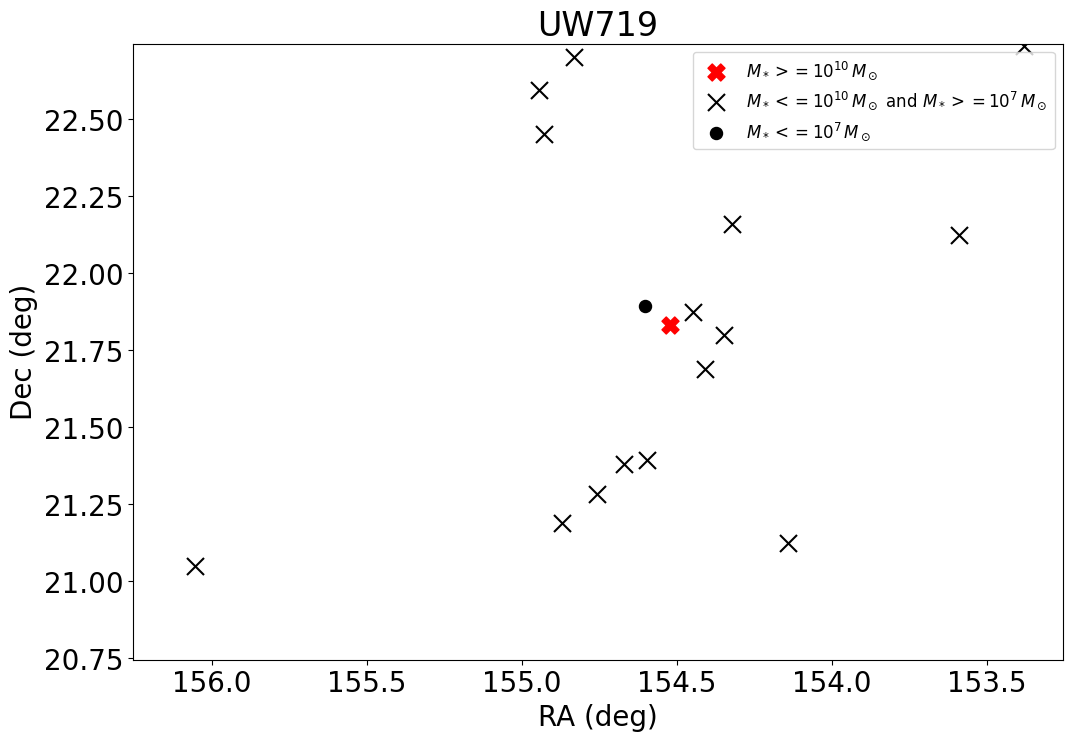 UW719
M* >= 10^10 M⊙
M* <= 10^10 M⊙ and M* >= 10^7 M⊙
M* <= 10^7 M⊙
Dec (deg)
22.50
22.25
22.00
21.75
21.50
21.25
21.00
20.75
156.0 155.5 155.0 154.5 154.0 153.5
RA (deg)